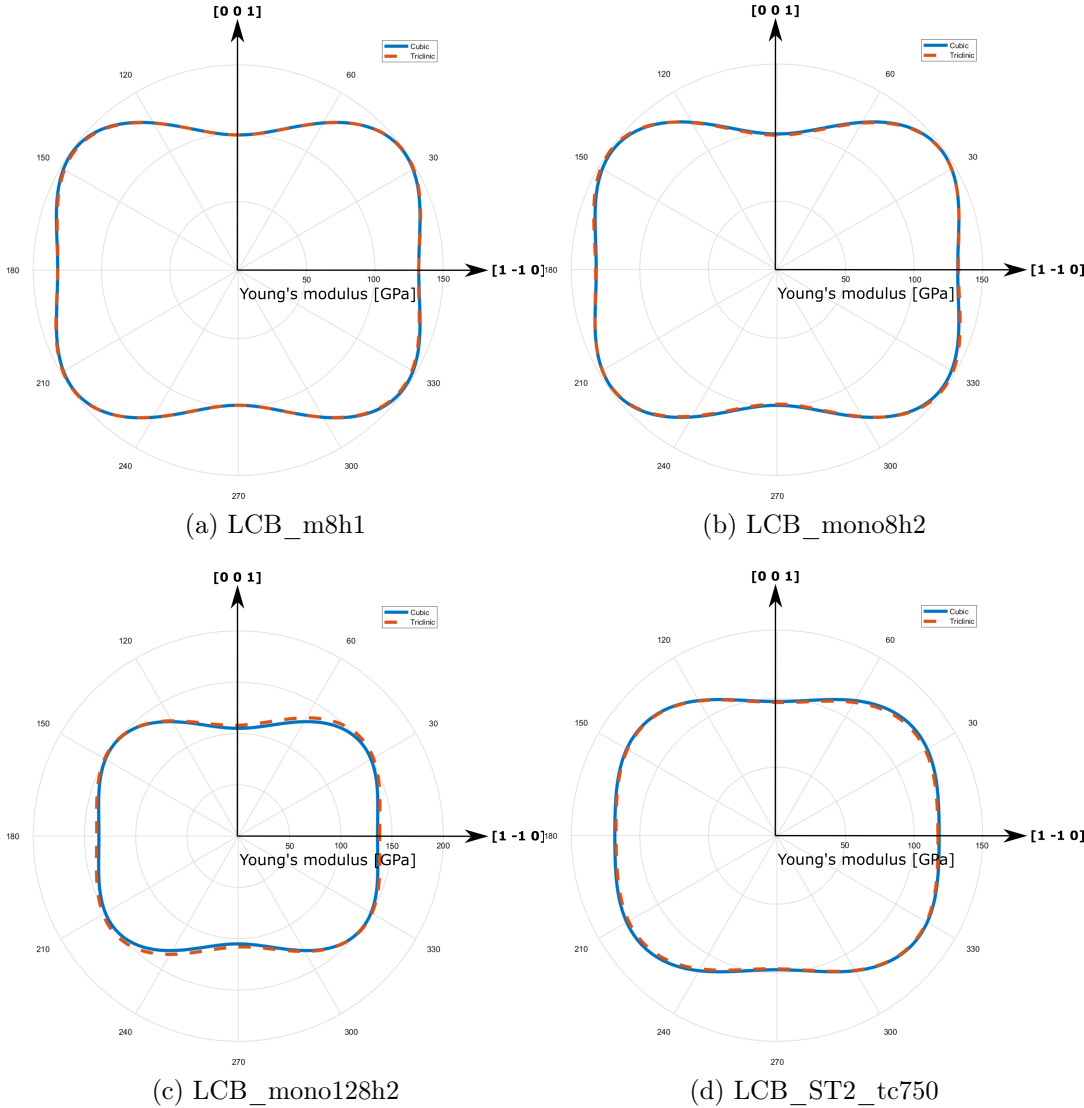 [0 0 1]
Cubic
Triclinic
120
60
150
30
180
50
100
150
[1 -1 0]
Young's modulus [GPa]
210
330
240
300
270
(a) LCB_m8h1
[0 0 1]
Cubic
Triclinic
120
60
150
30
180
50
100
150
[1 -1 0]
Young's modulus [GPa]
210
330
240
300
270
(b) LCB_mono8h2
[0 0 1]
Cubic
Triclinic
120
60
150
30
180
50
100
150
200
[1 -1 0]
Young's modulus [GPa]
210
330
240
300
270
(c) LCB_mono128h2
[0 0 1]
Cubic
Triclinic
120
60
150
30
180
50
100
150
[1 -1 0]
Young's modulus [GPa]
210
330
240
300
270
(d) LCB_ST2_tc750